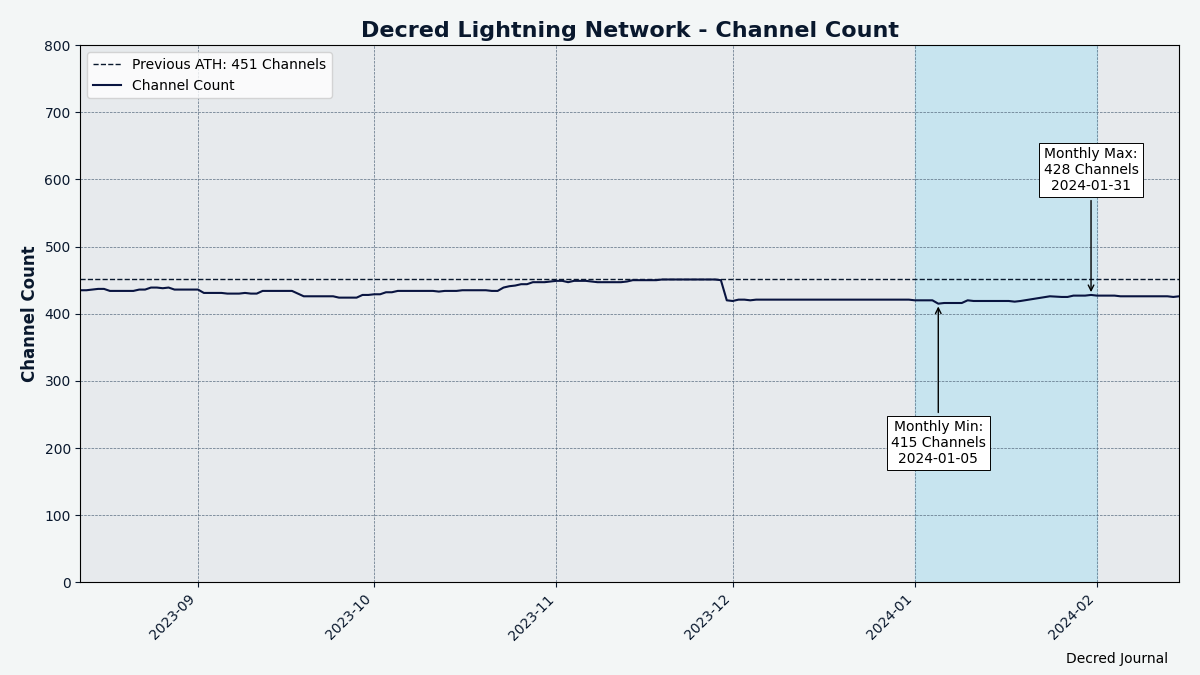 Decred Lightning Network - Channel Count
Previous ATH: 451 Channels
Channel Count
Channel Count
800
700
600
500
400
300
200
100
0
Monthly Max:
428 Channels
2024-01-31
Monthly Min:
415 Channels
2024-01-05
2023-09
2023-10
2023-11
2023-12
2024-01
2024-02
Decred Journal